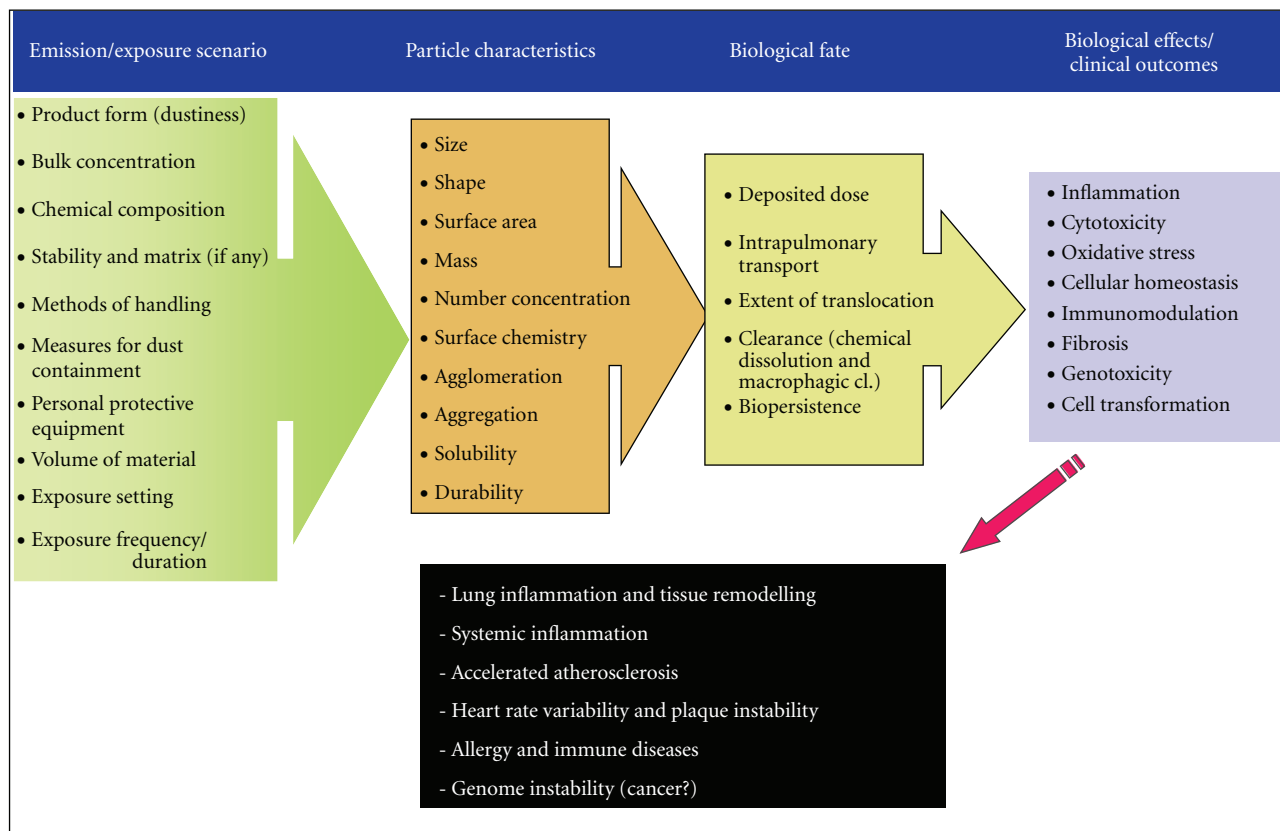 Emission/exposure scenario
Particle characteristics
Biological fate
Biological effects/
clinical outcomes
• Product form (dustiness)
• Bulk concentration
• Chemical composition
• Stability and matrix (if any)
• Methods of handling
• Measures for dust
containment
• Personal protective
equipment
• Volume of material
• Exposure setting
• Exposure frequency/
duration
• Size
• Shape
• Surface area
• Mass
• Number concentration
• Surface chemistry
• Agglomeration
• Aggregation
• Solubility
• Durability
• Deposited dose
• Intrapulmonary
transport
• Extent of translocation
• Clearance (chemical
dissolution and
macrophagic cl.)
• Biopersistence
• Inflammation
• Cytotoxicity
• Oxidative stress
• Cellular homeostasis
• Immunomodulation
• Fibrosis
• Genotoxicity
• Cell transformation
- Lung inflammation and tissue remodelling
- Systemic inflammation
- Accelerated atherosclerosis
- Heart rate variability and plaque instability
- Allergy and immune diseases
- Genome instability (cancer?)